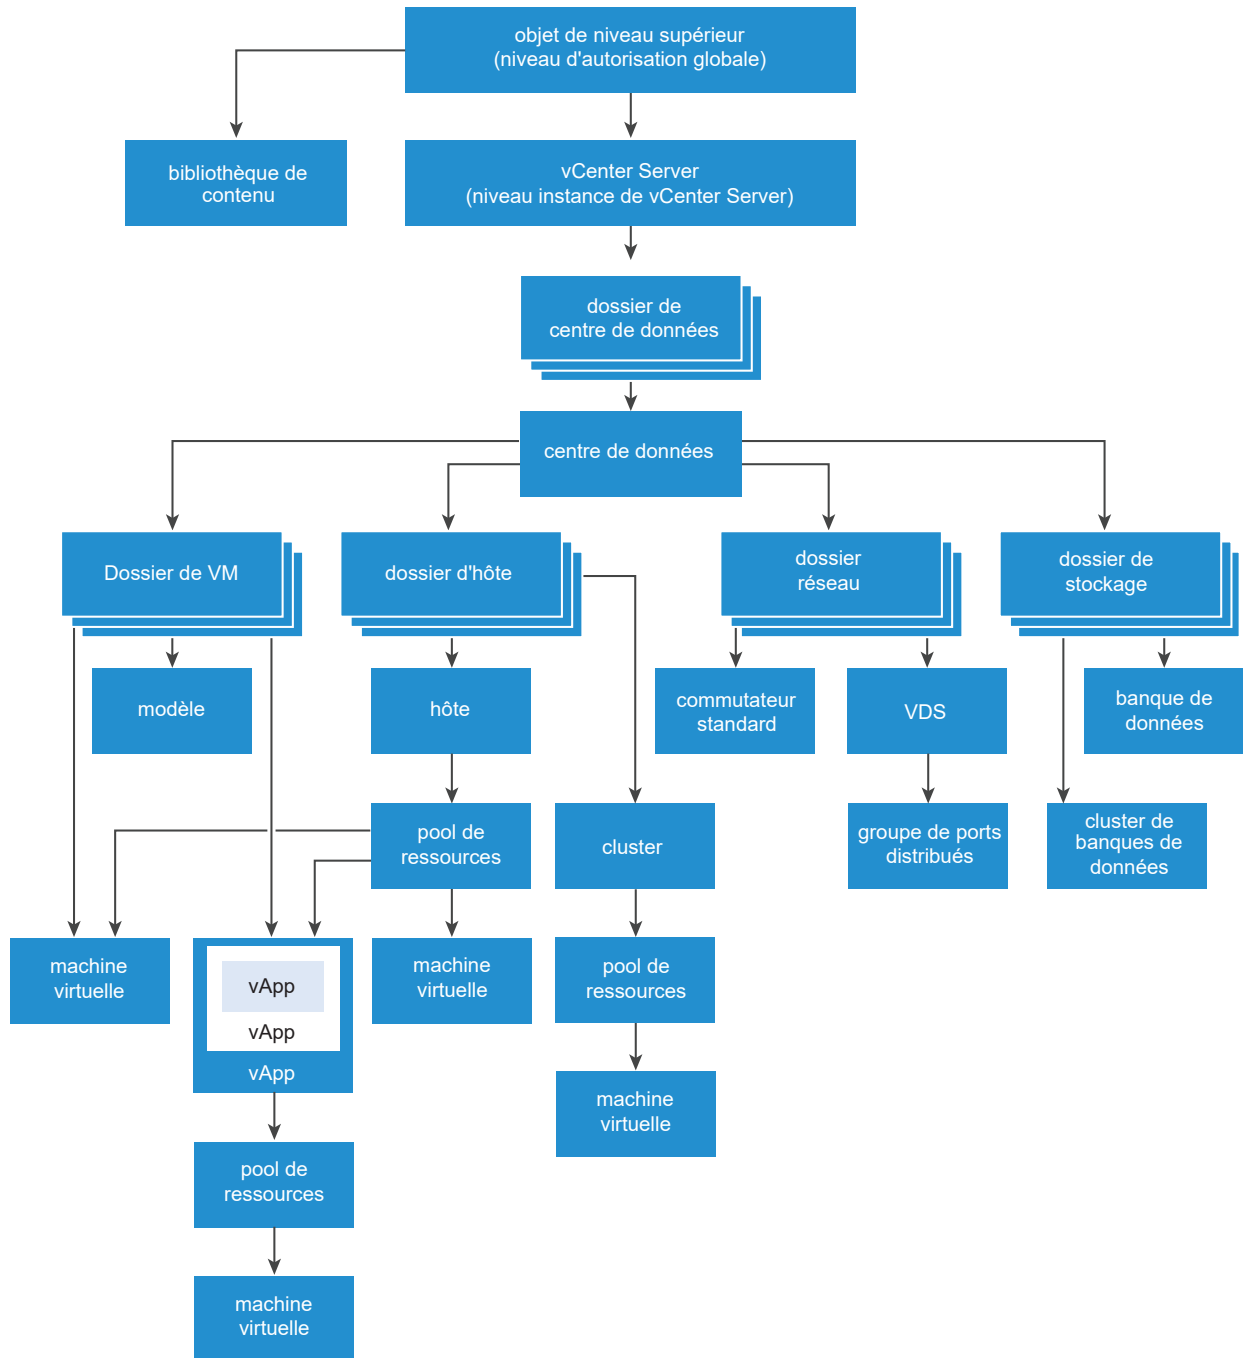 objet de niveau supérieur
(niveau d'autorisation globale)
bibliothèque de
contenu
vCenter Server
(niveau instance de vCenter Server)
dossier de
centre de données
centre de données
Dossier de VM
dossier d'hôte
dossier
réseau
dossier de
stockage
modèle
hôte
commutateur
standard
VDS
banque de
données
pool de
ressources
cluster
groupe de ports
distribués
cluster de
banques de
données
machine
virtuelle
vApp
vApp
vApp
machine
virtuelle
pool de
ressources
machine
virtuelle
pool de
ressources
machine
virtuelle